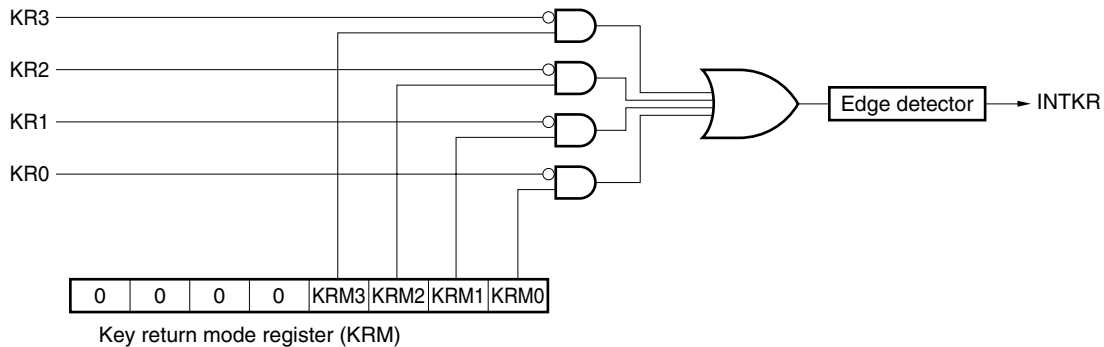 KR3
KR2
KR1
KR0
Edge detector
INTKR
0 0 0 0 KRM3 KRM2 KRM1 KRM0
Key return mode register (KRM)